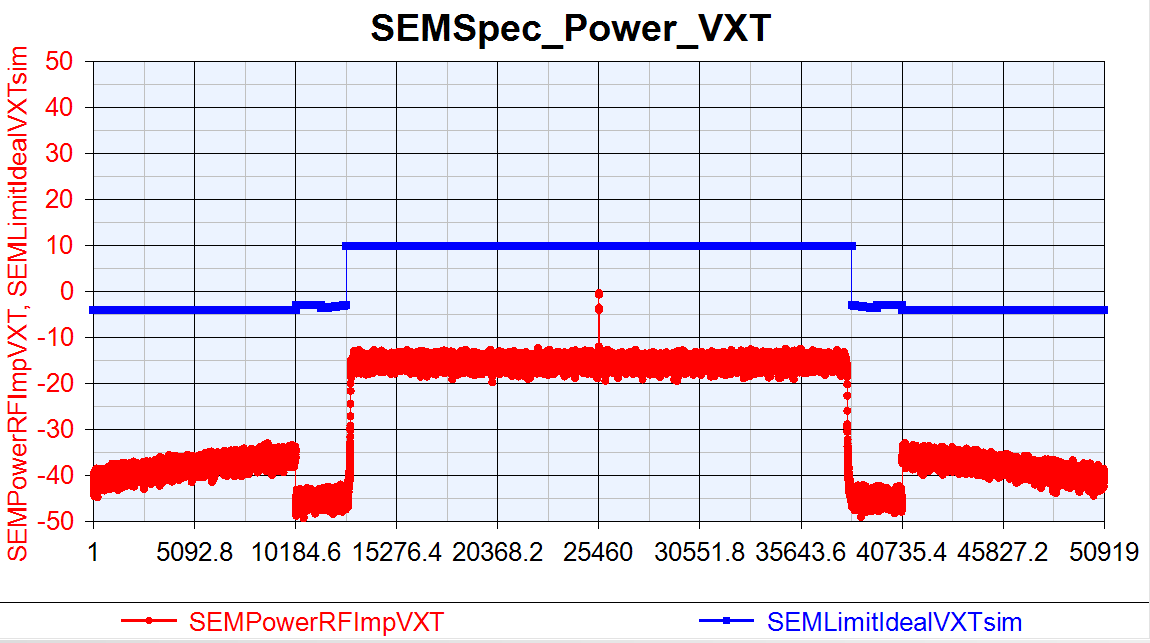 SEMSpec_Power_VXT
SEMPowerRFImpVXT, SEMLimitIdealVXTsim
50
40
30
20
10
0
-10
-20
-30
-40
-50
1 5092.8 10184.6 15276.4 20368.2 25460 30551.8 35643.6 40735.4 45827.2 50919
SEMPowerRFImpVXT SEMLimitIdealVXTsim